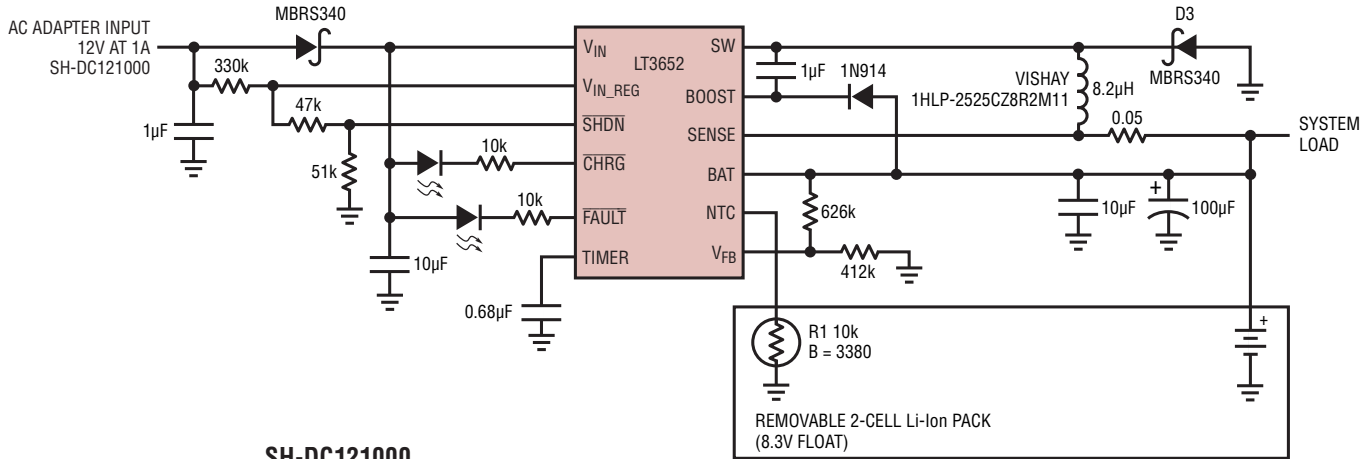 AC ADAPTER INPUT
12V AT 1A
SH-DC121000
MBRS340
330k
1µF
47k
51k
10k
10k
10µF
0.68µF
VIN
VIN_REG
SHDN
CHRG
FAULT
TIMER
LT3652
SW
BOOST
SENSE
BAT
NTC
VFB
1µF
1N914
D3
MBRS340
VISHAY
1HLP-2525CZ8R2M11
8.2µH
0.05
SYSTEM
LOAD
626k
412k
10µF
+
100µF
R1 10k
B = 3380
+
REMOVABLE 2-CELL Li-Ion PACK
(8.3V FLOAT)
SH-DC121000